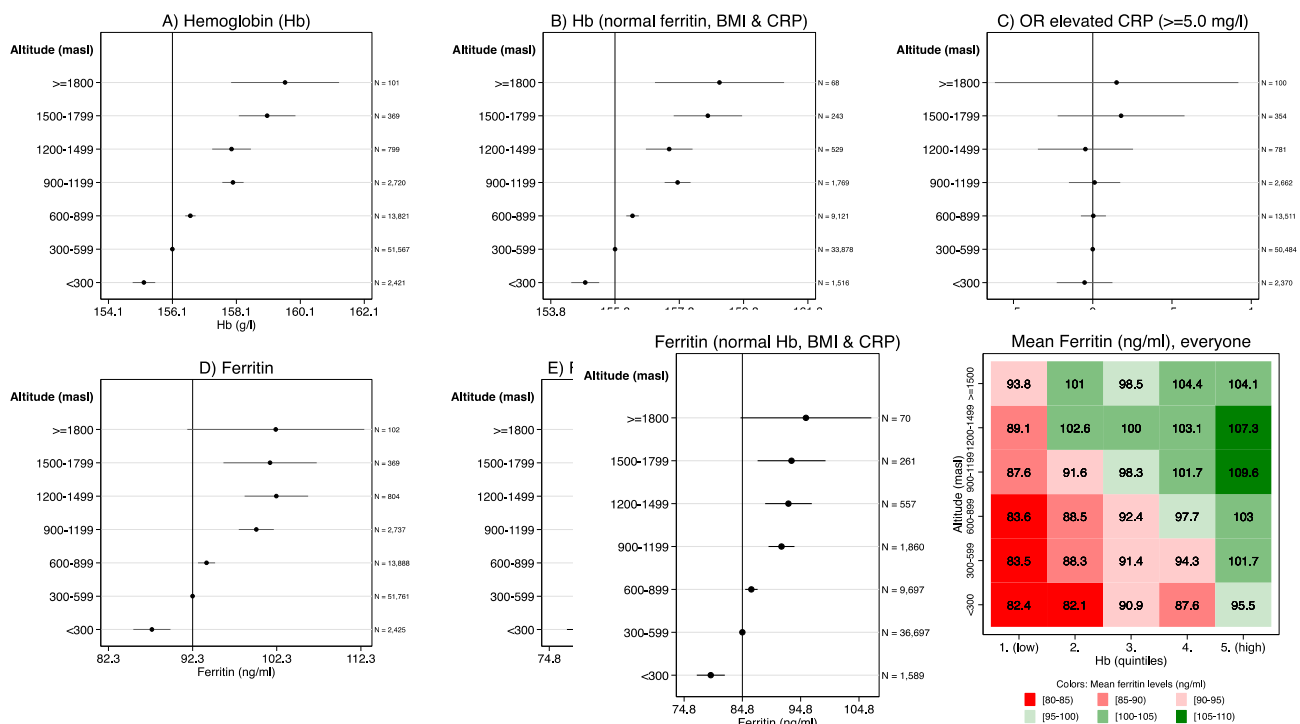 A) Hemoglobin (Hb)
Altitude (masl)
>=1800
N = 101
1500-1799
N = 369
1200-1499
N = 799
900-1199
N = 2,720
600-899
N = 13,821
300-599
N = 51,567
<300
N = 2,421
154.1 156.1 158.1 160.1 162.1
Hb (g/l)
B) Hb (normal ferritin, BMI & CRP)
Altitude (masl)
>=1800
N = 68
1500-1799
N = 243
1200-1499
N = 529
900-1199
N = 1,769
600-899
N = 9,121
300-599
N = 33,878
<300
N = 1,516
153.8
C) OR elevated CRP (>=5.0 mg/l)
Altitude (masl)
>=1800
N = 100
1500-1799
N = 354
1200-1499
N = 781
900-1199
N = 2,662
600-899
N = 13,511
300-599
N = 50,484
<300
N = 2,370
D) Ferritin
Altitude (masl)
>=1800
N = 102
1500-1799
N = 369
1200-1499
N = 804
900-1199
N = 2,737
600-899
N = 13,888
300-599
N = 51,761
<300
N = 2,425
82.3 92.3 102.3 112.3
Ferritin (ng/ml)
E)
Altitude (masl)
>=1800
1500-1799
1200-1499
900-1199
600-899
300-599
<300
74.8
Ferritin (normal Hb, BMI & CRP)
Altitude (masl)
>=1800
N = 70
1500-1799
N = 261
1200-1499
N = 557
900-1199
N = 1,860
600-899
N = 9,697
300-599
N = 36,697
<300
N = 1,589
74.8 84.8 94.8 104.8
Ferritin (ng/ml)
Mean Ferritin (ng/ml), everyone
Altitude (masl)
>=1500
93.8 101 98.5 104.4 104.1
1200-1499
89.1 102.6 100 103.1 107.3
900-1199
87.6 91.6 98.3 101.7 109.6
600-899
83.6 88.5 92.4 97.7 103
300-599
83.5 88.3 91.4 94.3 101.7
<300
82.4 82.1 90.9 87.6 95.5
1. (low) 2. 3. 4. 5. (high)
Hb (quintiles)
Colors: Mean ferritin levels (ng/ml)
[80-85) [85-90) [90-95)
[95-100) [100-105) [105-110)